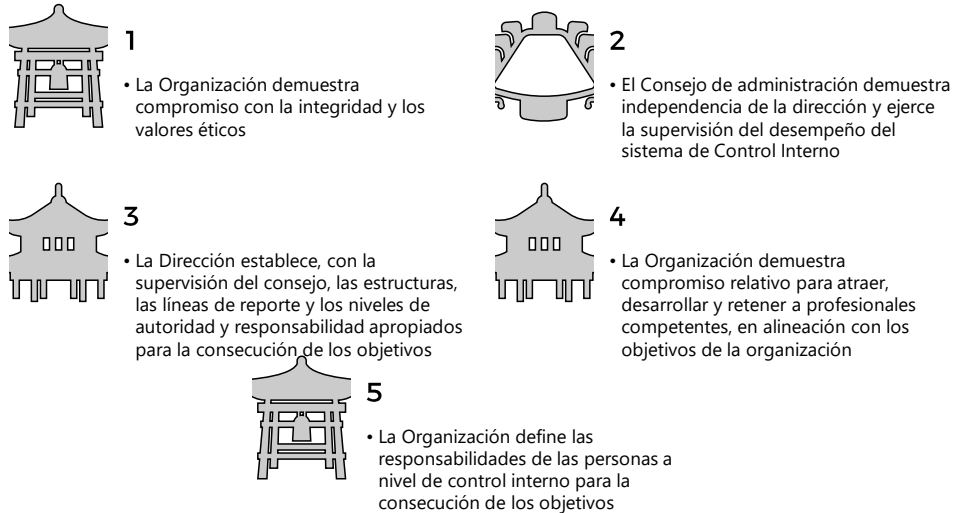 1
• La Organización demuestra
compromiso con la integridad y los
valores éticos
2
• El Consejo de administración demuestra
independencia de la dirección y ejerce
la supervisión del desempeño del
sistema de Control Interno
3
• La Dirección establece, con la
supervisión del consejo, las estructuras,
las líneas de reporte y los niveles de
autoridad y responsabilidad apropiados
para la consecución de los objetivos
4
• La Organización demuestra
compromiso relativo para atraer,
desarrollar y retener a profesionales
competentes, en alineación con los
objetivos de la organización
5
• La Organización define las
responsabilidades de las personas a
nivel de control interno para la
consecución de los objetivos